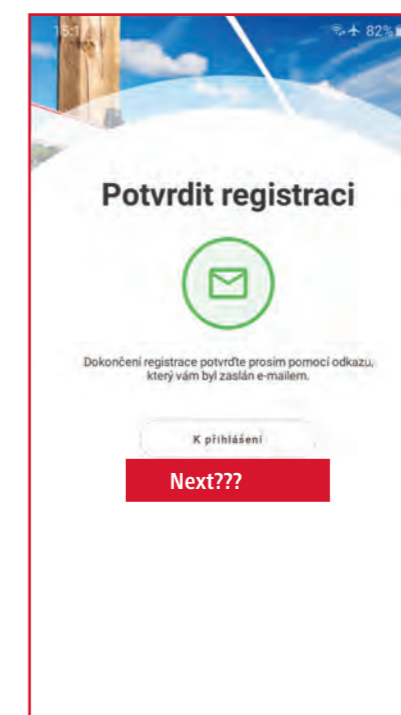 82%
Potvrdit registraci
Dokončení registrace potvrďte prosím pomocí odkazu,
který vám byl zaslán e-mailem.
K přihlášení
Next???